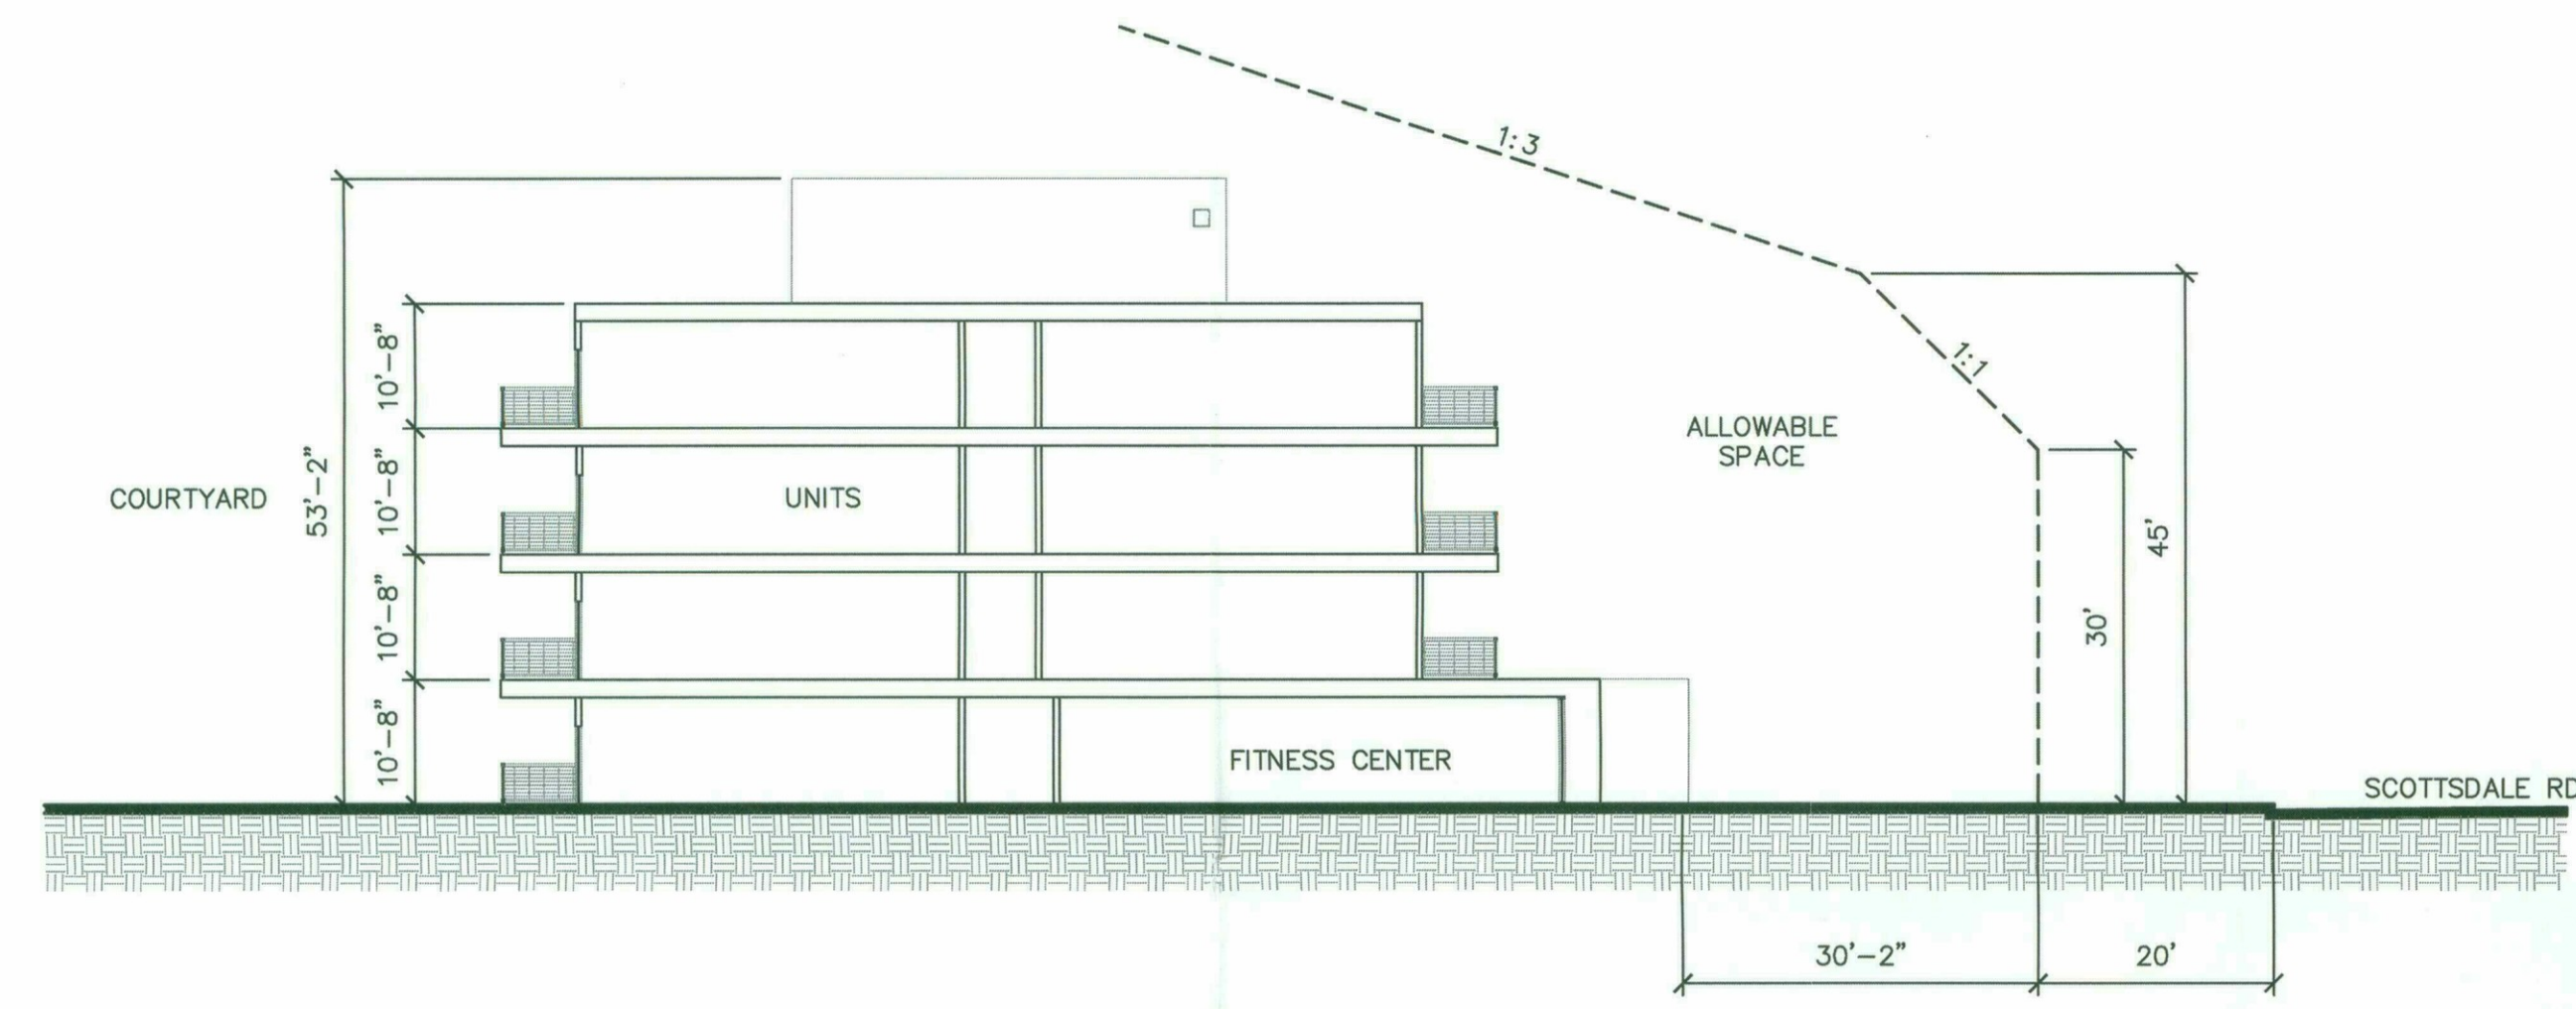 1:3
1:1
10'-8"
10'-8"
10'-8"
10'-8"
53'-2"
COURTYARD
UNITS
ALLOWABLE
SPACE
45'
30'
FITNESS CENTER
SCOTTSDALE RD
30'-2"
20'